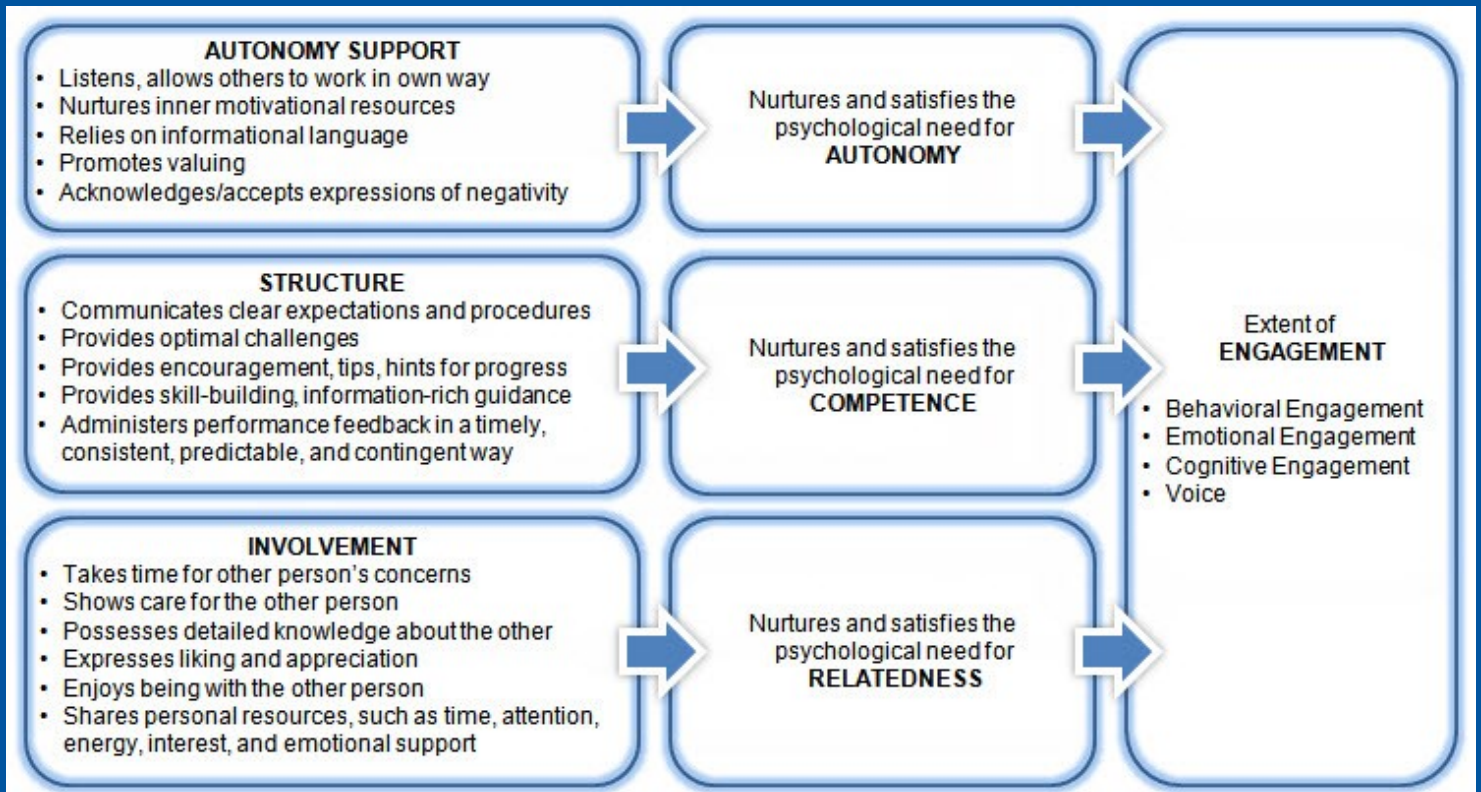 AUTONOMY SUPPORT
• Listens, allows others to work in own way
• Nurtures inner motivational resources
• Relies on informational language
• Promotes valuing
• Acknowledges/accepts expressions of negativity
Nurtures and satisfies the
psychological need for
AUTONOMY
STRUCTURE
• Communicates clear expectations and procedures
• Provides optimal challenges
• Provides encouragement, tips, hints for progress
• Provides skill-building, information-rich guidance
• Administers performance feedback in a timely,
consistent, predictable, and contingent way
Nurtures and satisfies the
psychological need for
COMPETENCE
INVOLVEMENT
• Takes time for other person's concerns
• Shows care for the other person
• Possesses detailed knowledge about the other
• Expresses liking and appreciation
• Enjoys being with the other person
• Shares personal resources, such as time, attention,
energy, interest, and emotional support
Nurtures and satisfies the
psychological need for
RELATEDNESS
Extent of
ENGAGEMENT
• Behavioral Engagement
• Emotional Engagement
• Cognitive Engagement
• Voice